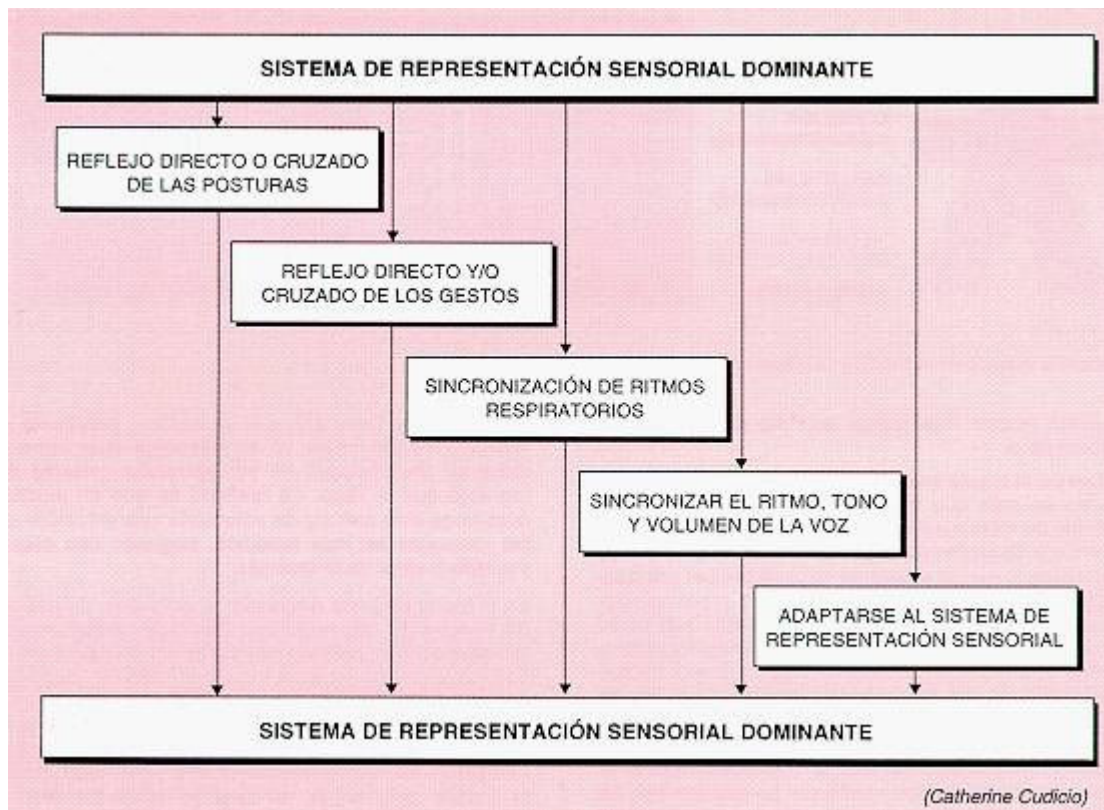 SISTEMA DE REPRESENTACIÓN SENSORIAL DOMINANTE
REFLEJO DIRECTO O CRUZADO
DE LAS POSTURAS
REFLEJO DIRECTO Y/O
CRUZADO DE LOS GESTOS
SINCRONIZACIÓN DE RITMOS
RESPIRATORIOS
SINCRONIZAR EL RITMO, TONO
Y VOLUMEN DE LA VOZ
ADAPTARSE AL SISTEMA DE
REPRESENTACIÓN SENSORIAL
SISTEMA DE REPRESENTACIÓN SENSORIAL DOMINANTE
(Catherine Cudicio)